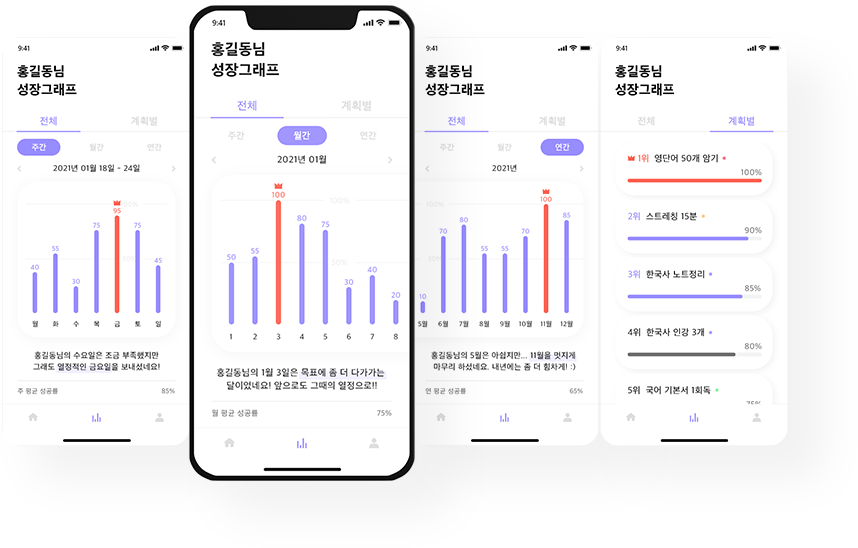 9:41
홍길동님
성장그래프
전체
계획별
주간
월간
연간
2021년 01월 18일 ~ 24일
100%
95
75
75
55
45
40
30
월 화 수 목 금 토 일
홍길동님의 수요일은 조금 부족했지만
그래도 열정적인 금요일을 보내셨네요!
주 평균 성공률
85%
9:41
홍길동님
성장그래프
전체
계획별
주간
월간
연간
2021년 01월
100
100%
80
75
50
55
50%
40
30
20
1 2 3 4 5 6 7 8
홍길동님의 1월 3일은 목표에 좀 더 다가가는
달이었네요! 앞으로도 그때의 열정으로!!
월 평균 성공률
75%
9:41
홍길동님
성장그래프
전체
계획별
주간
월간
연간
2021년
100
100%
85
80
70
70
55
55
10
5월 6월 7월 8월 9월 10월 11월 12월
홍길동님의 5월은 아쉽지만... 11월을 멋지게
마무리 하셨네요. 내년에는 좀 더 힘차게! :)
연 평균 성공률
65%
9:41
홍길동님
성장그래프
전체
계획별
1위 영단어 50개 암기
100%
2위 스트레칭 15분
90%
3위 한국사 노트정리
85%
4위 한국사 인강 3개
80%
5위 국어 기본서 1회독
75%